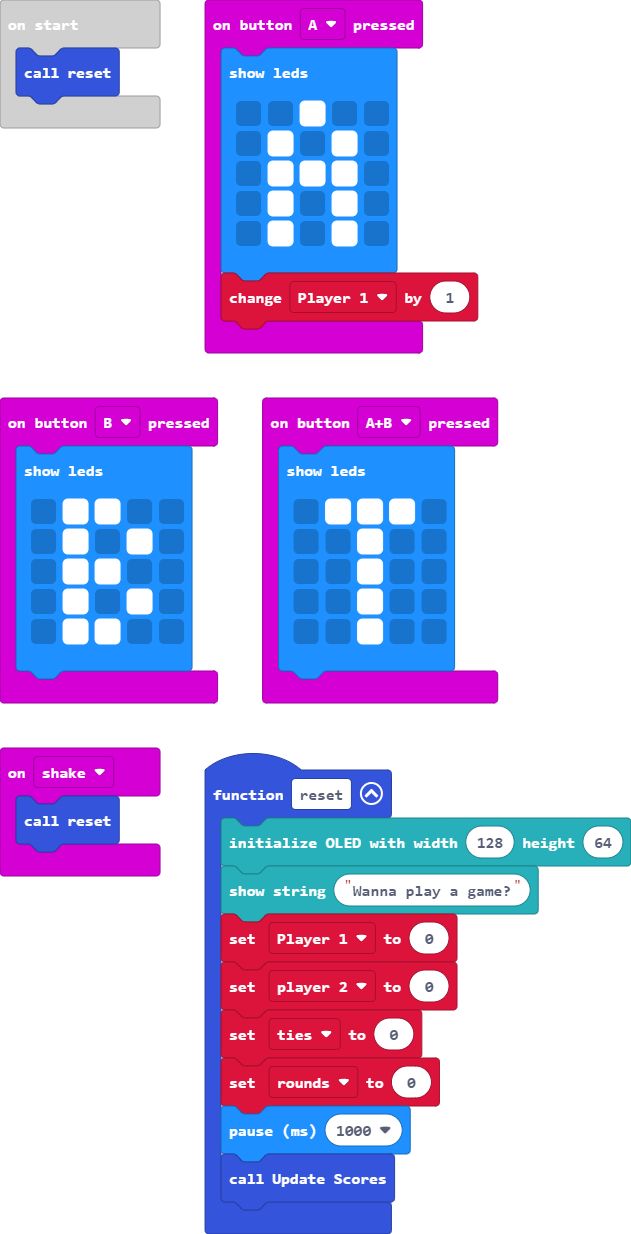 on start
call reset
on button A pressed
show leds
change Player 1 by 1
on button B pressed
show leds
on button A+B pressed
show leds
on shake
call reset
function reset
initialize OLED with width 128 height 64
show string "Wanna play a game?"
set Player 1 to 0
set player 2 to 0
set ties to 0
set rounds to 0
pause (ms) 1000
call Update Scores